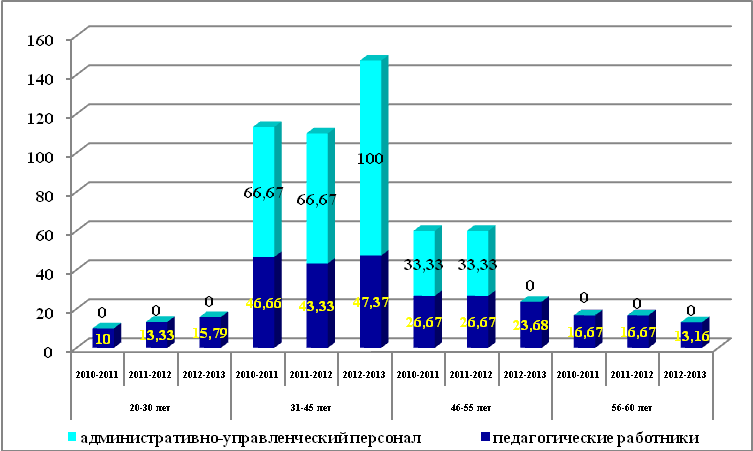 160
140
120
100
80
60
40
20
0
0 0 0 66,67 66,67 100 33,33 33,33 0 0 0 0
10 13,33 15,79 46,66 43,33 47,37 26,67 26,67 23,68 16,67 16,67 13,16
2010-2011 2011-2012 2012-2013 2010-2011 2011-2012 2012-2013 2010-2011 2011-2012 2012-2013 2010-2011 2011-2012 2012-2013
20-30 лет 31-45 лет 46-55 лет 56-60 лет
административно-управленческий персонал педагогические работники